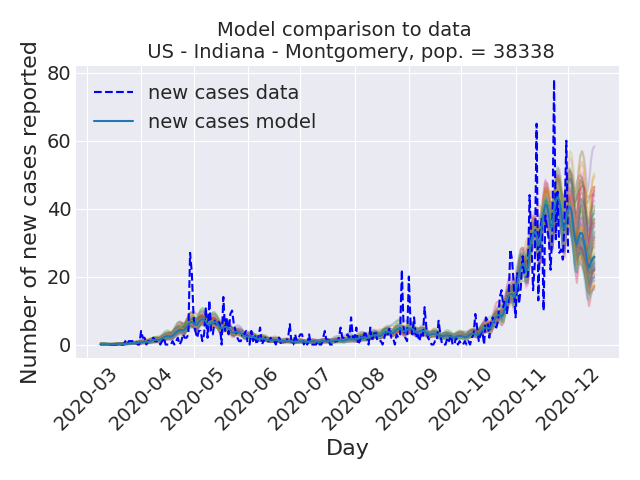 Model comparison to data
US - Indiana - Montgomery, pop. = 38338
Number of new cases reported
80
60
40
20
0
new cases data
new cases model
2020-03
2020-04
2020-05
2020-06
2020-07
2020-08
2020-09
2020-10
2020-11
2020-12
Day